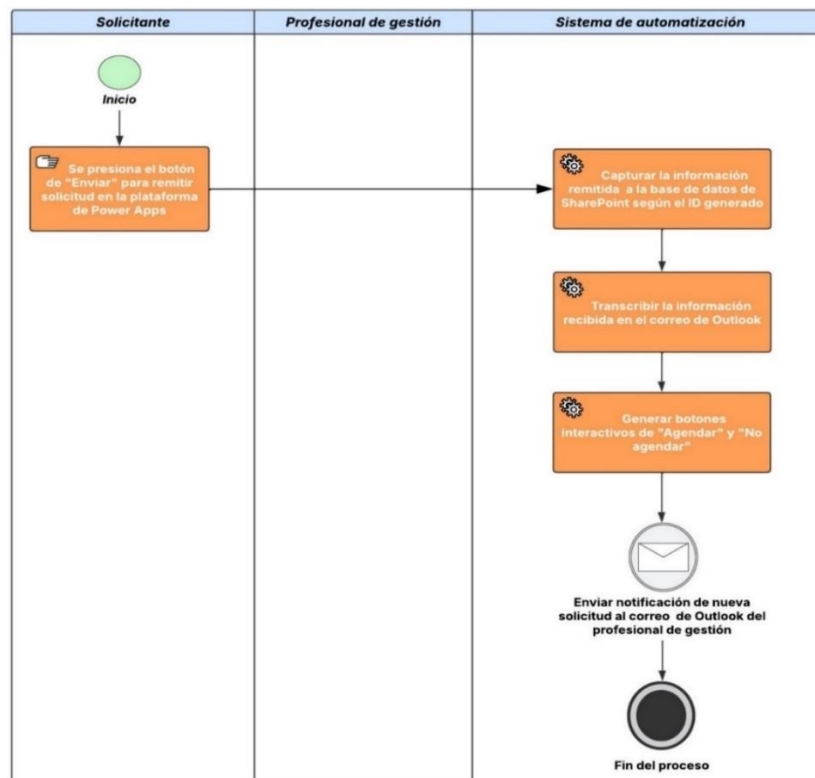 Solicitante
Profesional de gestión
Sistema de automatización
Inicio
Se presiona el botón
de "Enviar" para remitir
solicitud en la plataforma
de Power Apps
Capturar la información
remitida a la base de datos de
SharePoint según el ID generado
Transcribir la información
recibida en el correo de Outlook
Generar botones
interactivos de "Agendar" y "No
agendar"
Enviar notificación de nueva
solicitud al correo de Outlook del
profesional de gestión
Fin del proceso